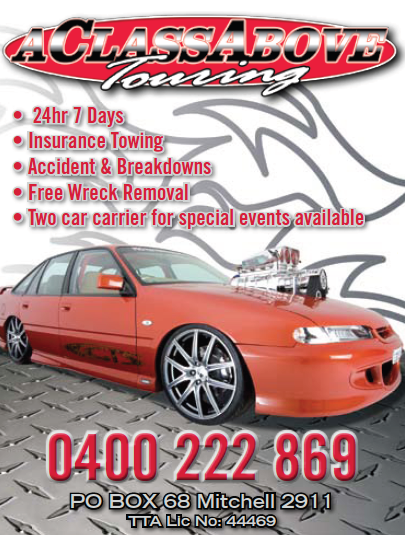 AClassAbove
Touring
• 24hr 7 Days
• Insurance Towing
• Accident & Breakdowns
• Free Wreck Removal
• Two car carrier for special events available
0400 222 869
PO BOX 68 Mitchell 2911
TTA Lic No: 44469